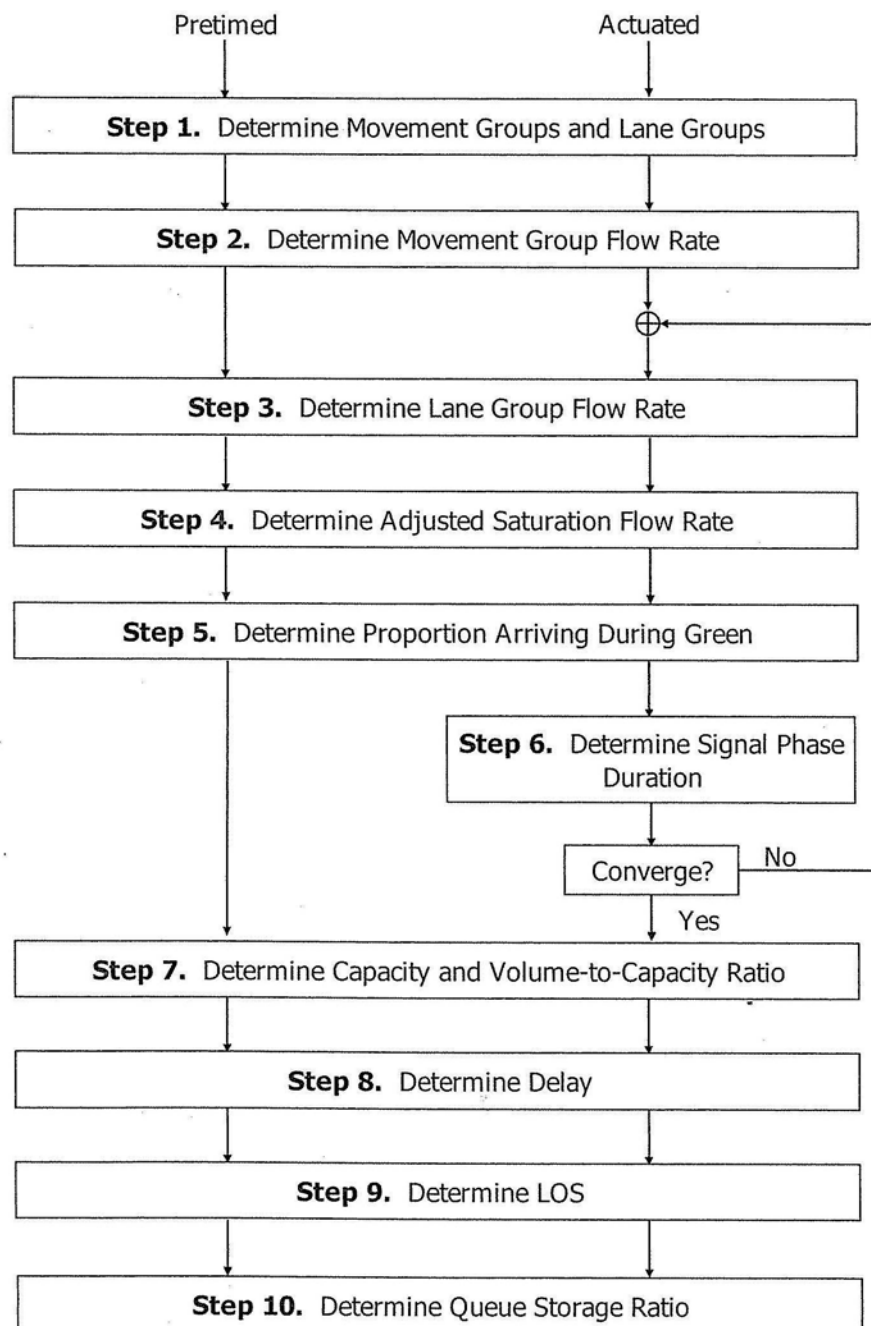 Pretimed Actuated
Step 1. Determine Movement Groups and Lane Groups
Step 2. Determine Movement Group Flow Rate
Step 3. Determine Lane Group Flow Rate
Step 4. Determine Adjusted Saturation Flow Rate
Step 5. Determine Proportion Arriving During Green
Step 6. Determine Signal Phase
Duration
Converge? No
Yes
Step 7. Determine Capacity and Volume-to-Capacity Ratio
Step 8. Determine Delay
Step 9. Determine LOS
Step 10. Determine Queue Storage Ratio